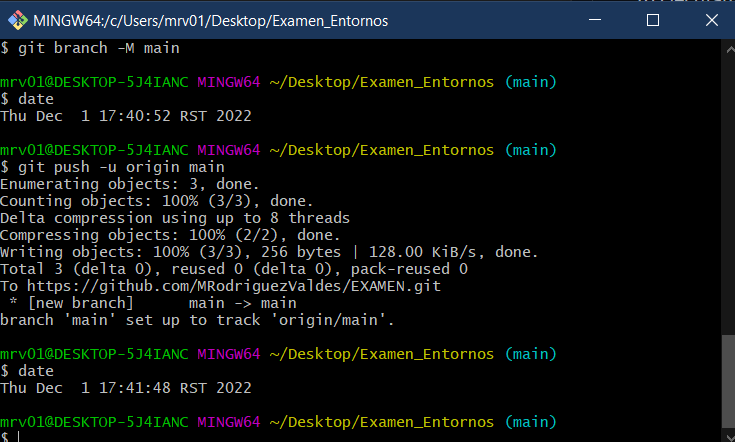 MINGW64:/c/Users/mrv01/Desktop/Examen_Entornos
$ git branch -M main
mrv01@DESKTOP-5J4IANC MINGW64 ~/Desktop/Examen_Entornos (main)
$ date
Thu Dec  1 17:40:52 RST 2022
mrv01@DESKTOP-5J4IANC MINGW64 ~/Desktop/Examen_Entornos (main)
$ git push -u origin main
Enumerating objects: 3, done.
Counting objects: 100% (3/3), done.
Delta compression using up to 8 threads
Compressing objects: 100% (2/2), done.
Writing objects: 100% (3/3), 256 bytes | 128.00 KiB/s, done.
Total 3 (delta 0), reused 0 (delta 0), pack-reused 0
To https://github.com/MRodriguezValdes/EXAMEN.git
 * [new branch]      main -> main
branch 'main' set up to track 'origin/main'.
mrv01@DESKTOP-5J4IANC MINGW64 ~/Desktop/Examen_Entornos (main)
$ date
Thu Dec  1 17:41:48 RST 2022
mrv01@DESKTOP-5J4IANC MINGW64 ~/Desktop/Examen_Entornos (main)
$